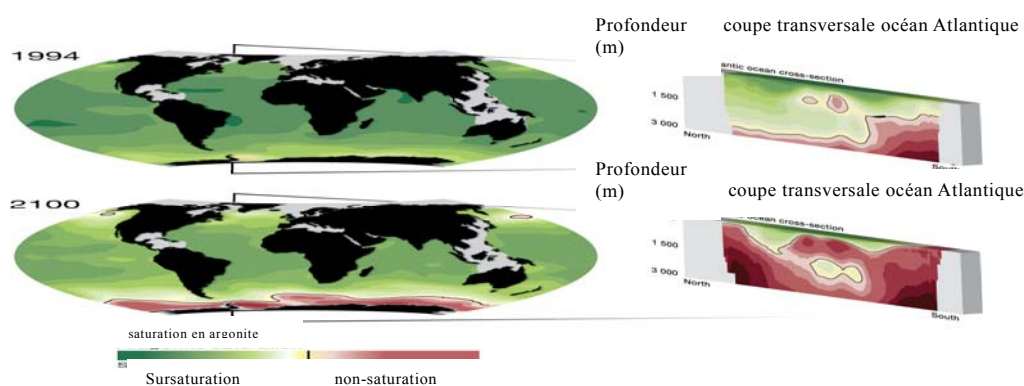 Profondeur
(m)
coupe transversale océan Atlantique
1994
antic ocean cross-section
1 500
3 000
North
South
Profondeur
(m)
coupe transversale océan Atlantique
2100
ocean cross-section
1 500
3 000
North
South
saturation en argonite
Sursaturation
non-saturation